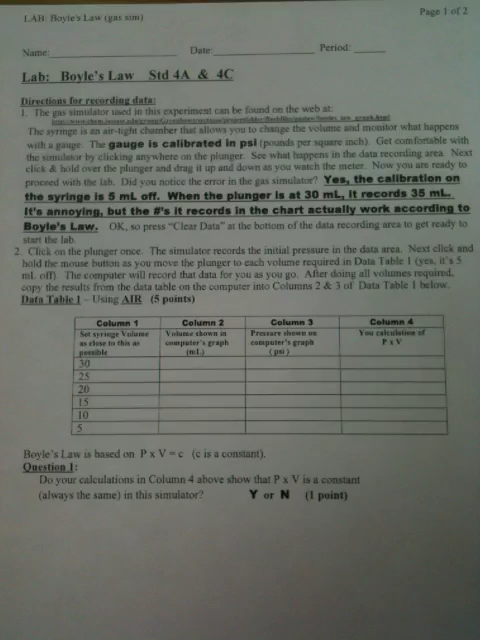 LAB: Boyle's Law (gas sim)
Page 1 of 2
Name: Date: Period:
Lab: Boyle's Law Std 4A & 4C
Directions for recording data:
1. The gas simulator used in this experiment can be found on the web at:
The syringe is an air-tight chamber that allows you to change the volume and monitor what happens
with a gauge. The gauge is calibrated in psi (pounds per square inch). Get comfortable with
the simulator by clicking anywhere on the plunger. See what happens in the data recording area. Next
click & hold over the plunger and drag it up and down as you watch the meter. Now you are ready to
proceed with the lab. Did you notice the error in the gas simulator? Yes, the calibration on
the syringe is 5 mL off. When the plunger is at 30 mL, it records 35 mL.
It's annoying, but the #'s it records in the chart actually work according to
Boyle's Law. OK, so press "Clear Data" at the bottom of the data recording area to get ready to
start the lab.
2. Click on the plunger once. The simulator records the initial pressure in the data area. Next click and
hold the mouse button as you move the plunger to each volume required in Data Table 1 (yes, it's 5
mL off) The computer will record that data for you as you go. After doing all volumes required,
copy the results from the data table on the computer into Columns 2 & 3 of Data Table 1 below.
Data Table 1 – Using AIR (5 points)
Column 1 Column 2 Column 3 Column 4
Set syringe Volume Volume shown in Pressure shown on You calculation of
as close to this as computer's graph computer's graph P x V
possible (mL) (psi)
30
25
20
15
10
5
Boyle's Law is based on P x V = c (c is a constant).
Question 1:
Do your calculations in Column 4 above show that P x V is a constant
(always the same) in this simulator? Y or N (1 point)